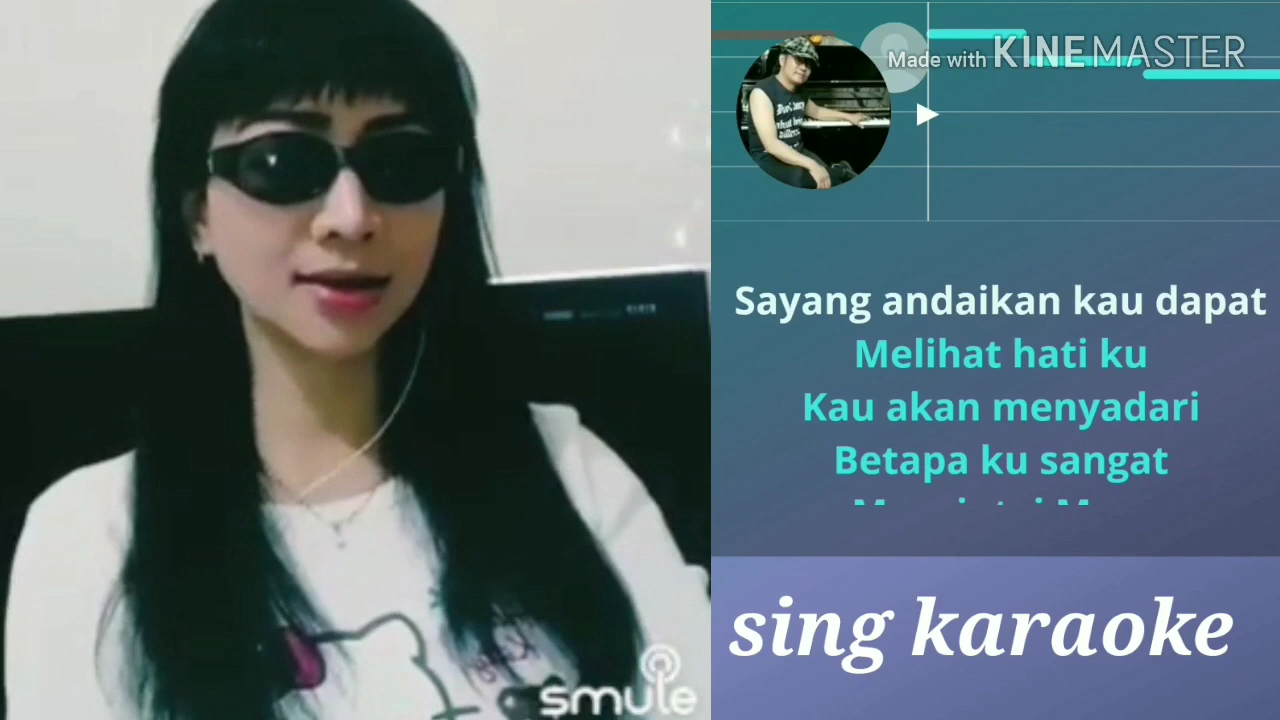 Made with KINEMASTER
Sayang andaikan kau dapat
Melihat hati ku
Kau akan menyadari
Betapa ku sangat
sing karaoke
smule